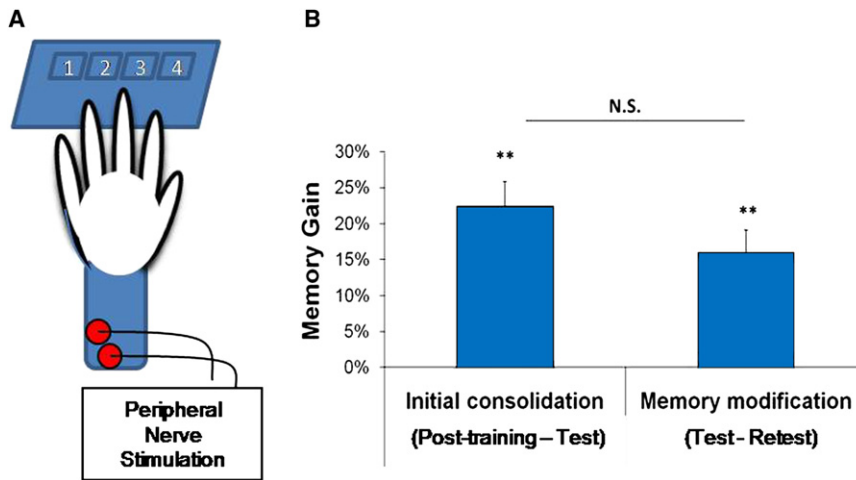 A
1 2 3 4
Peripheral
Nerve
Stimulation
B
N.S.
Memory Gain
30%
25%
20%
15%
10%
5%
0%
**
**
Initial consolidation
(Post-training – Test)
Memory modification
(Test - Retest)